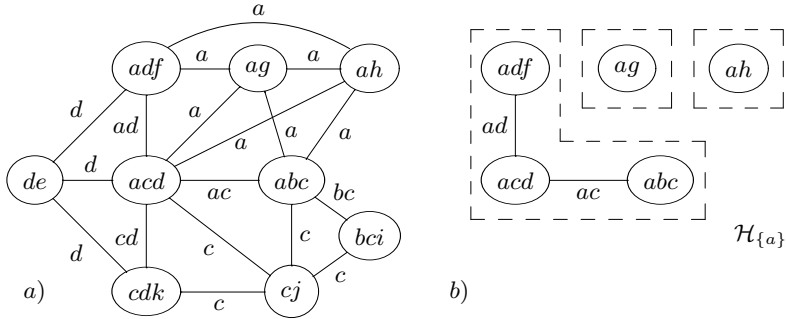 a
adf a ag a ah adf ag ah
d ad a a a a ad
de d acd ac abc bc acd ac abc
d cd c c bci c H{a}
a) cdk c cj b)